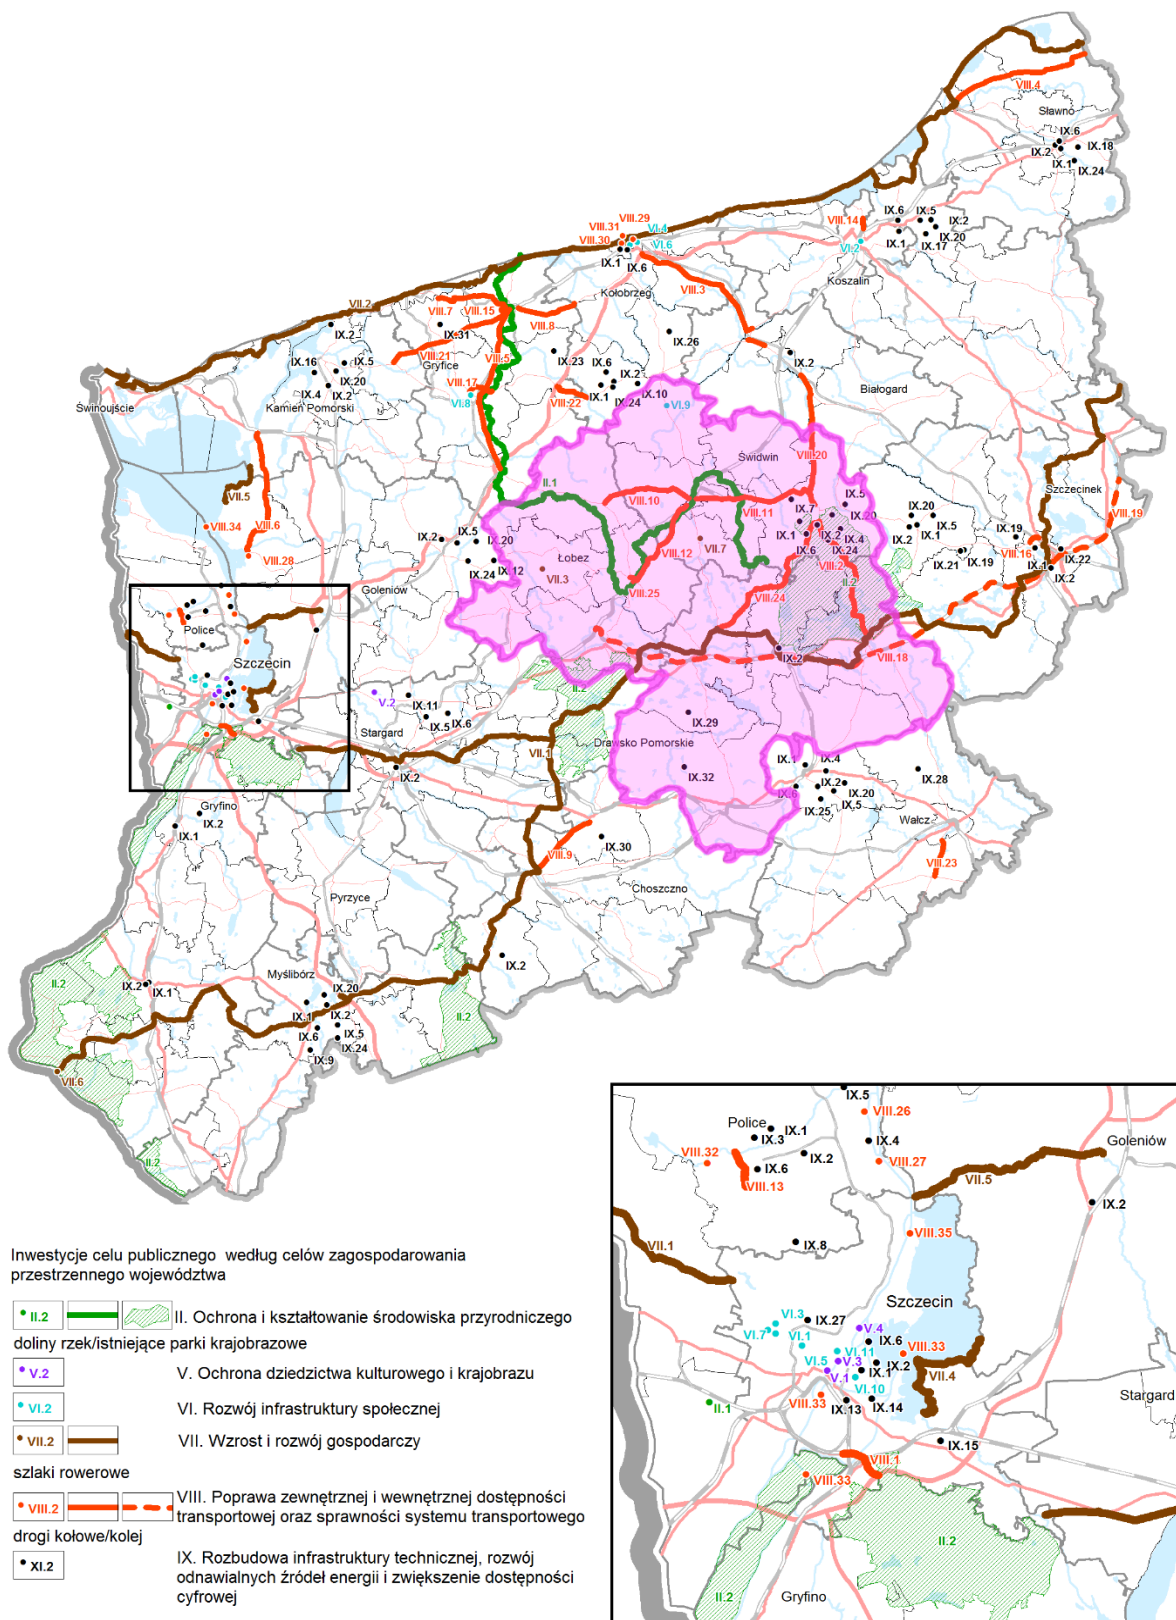 VIII.4
Sławno
IX.6
IX.2
IX.18
IX.1
IX.24
VIII.29
VIII.31
VI.4
VIII.30
VI.6
IX.1
IX.6
VIII.14
IX.6
IX.5
IX.2
IX.20
IX.1
IX.17
VI.2
Koszalin
VIII.3
Kołobrzeg
VII.2
VIII.7
VIII.15
VIII.8
IX.31
IX.2
VIII.21
Gryfice
VIII.5
IX.26
IX.23
IX.6
IX.2
IX.16
IX.5
IX.20
IX.4
IX.2
Kamień Pomorski
VIII.17
VI.8
VIII.22
IX.1
IX.24
IX.10
IX.2
Białogard
VI.9
Świnoujście
Świdwin
VIII.20
II.1
VIII.10
VIII.11
VII.5
VIII.34
VIII.6
VIII.28
IX.2
IX.5
IX.20
IX.24
IX.12
Łobez
VII.3
VIII.12
VII.7
VIII.25
IX.7
IX.5
IX.20
IX.1
IX.2
IX.4
IX.6
IX.24
VIII.2
II.2
VIII.24
IX.20
IX.5
IX.2
IX.1
IX.19
IX.21
IX.19
VIII.16
IX.1
IX.22
IX.2
Szczecinek
VIII.19
Goleniów
Police
Szczecin
IX.2
VIII.18
V.2
IX.11
IX.5
IX.6
Stargard
IX.2
VII.1
II.2
Drawsko Pomorskie
IX.29
IX.32
IX.1
IX.4
IX.6
IX.2
IX.20
IX.25
IX.5
IX.28
Wałcz
VIII.23
Gryfino
IX.2
IX.1
VIII.9
IX.30
Choszczno
Pyrzyce
IX.2
Myślibórz
IX.20
IX.1
IX.2
IX.6
IX.5
IX.24
IX.9
II.2
IX.2
IX.1
II.2
VII.6
II.2
IX.5
VIII.26
Police
IX.1
IX.3
IX.4
Goleniów
VIII.32
IX.2
VIII.27
IX.6
VIII.13
VII.5
IX.2
VII.1
IX.8
VIII.35
Szczecin
VI.3
IX.27
V.4
VI.7
VI.1
IX.6
VI.11
VIII.33
VI.5
V.3
IX.2
V.1
IX.1
VI.10
VII.4
VIII.33
IX.13
IX.14
II.1
Stargard
IX.15
VIII.1
VIII.33
II.2
II.2
Gryfino
Inwestycje celu publicznego według celów zagospodarowania
przestrzennego województwa
II.2 II. Ochrona i kształtowanie środowiska przyrodniczego
doliny rzek/istniejące parki krajobrazowe
V.2 V. Ochrona dziedzictwa kulturowego i krajobrazu
VI.2 VI. Rozwój infrastruktury społecznej
VII.2 VII. Wzrost i rozwój gospodarczy
szlaki rowerowe
VIII.2 VIII. Poprawa zewnętrznej i wewnętrznej dostępności
transportowej oraz sprawności systemu transportowego
drogi kołowe/kolej
XI.2 IX. Rozbudowa infrastruktury technicznej, rozwój
odnawialnych źródeł energii i zwiększenie dostępności
cyfrowej